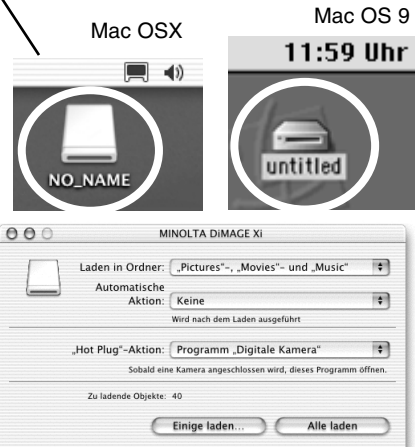 Mac OSX
Mac OS 9
11:59 Uhr
NO_NAME
untitled
MINOLTA DiMAGE Xi
Laden in Ordner: „Pictures“-, „Movies“- und „Music“
Automatische
Aktion: Keine
Wird nach dem Laden ausgeführt
„Hot Plug“-Aktion: Programm „Digitale Kamera“
Sobald eine Kamera angeschlossen wird, dieses Programm öffnen.
Zu ladende Objekte: 40
Einige laden... Alle laden